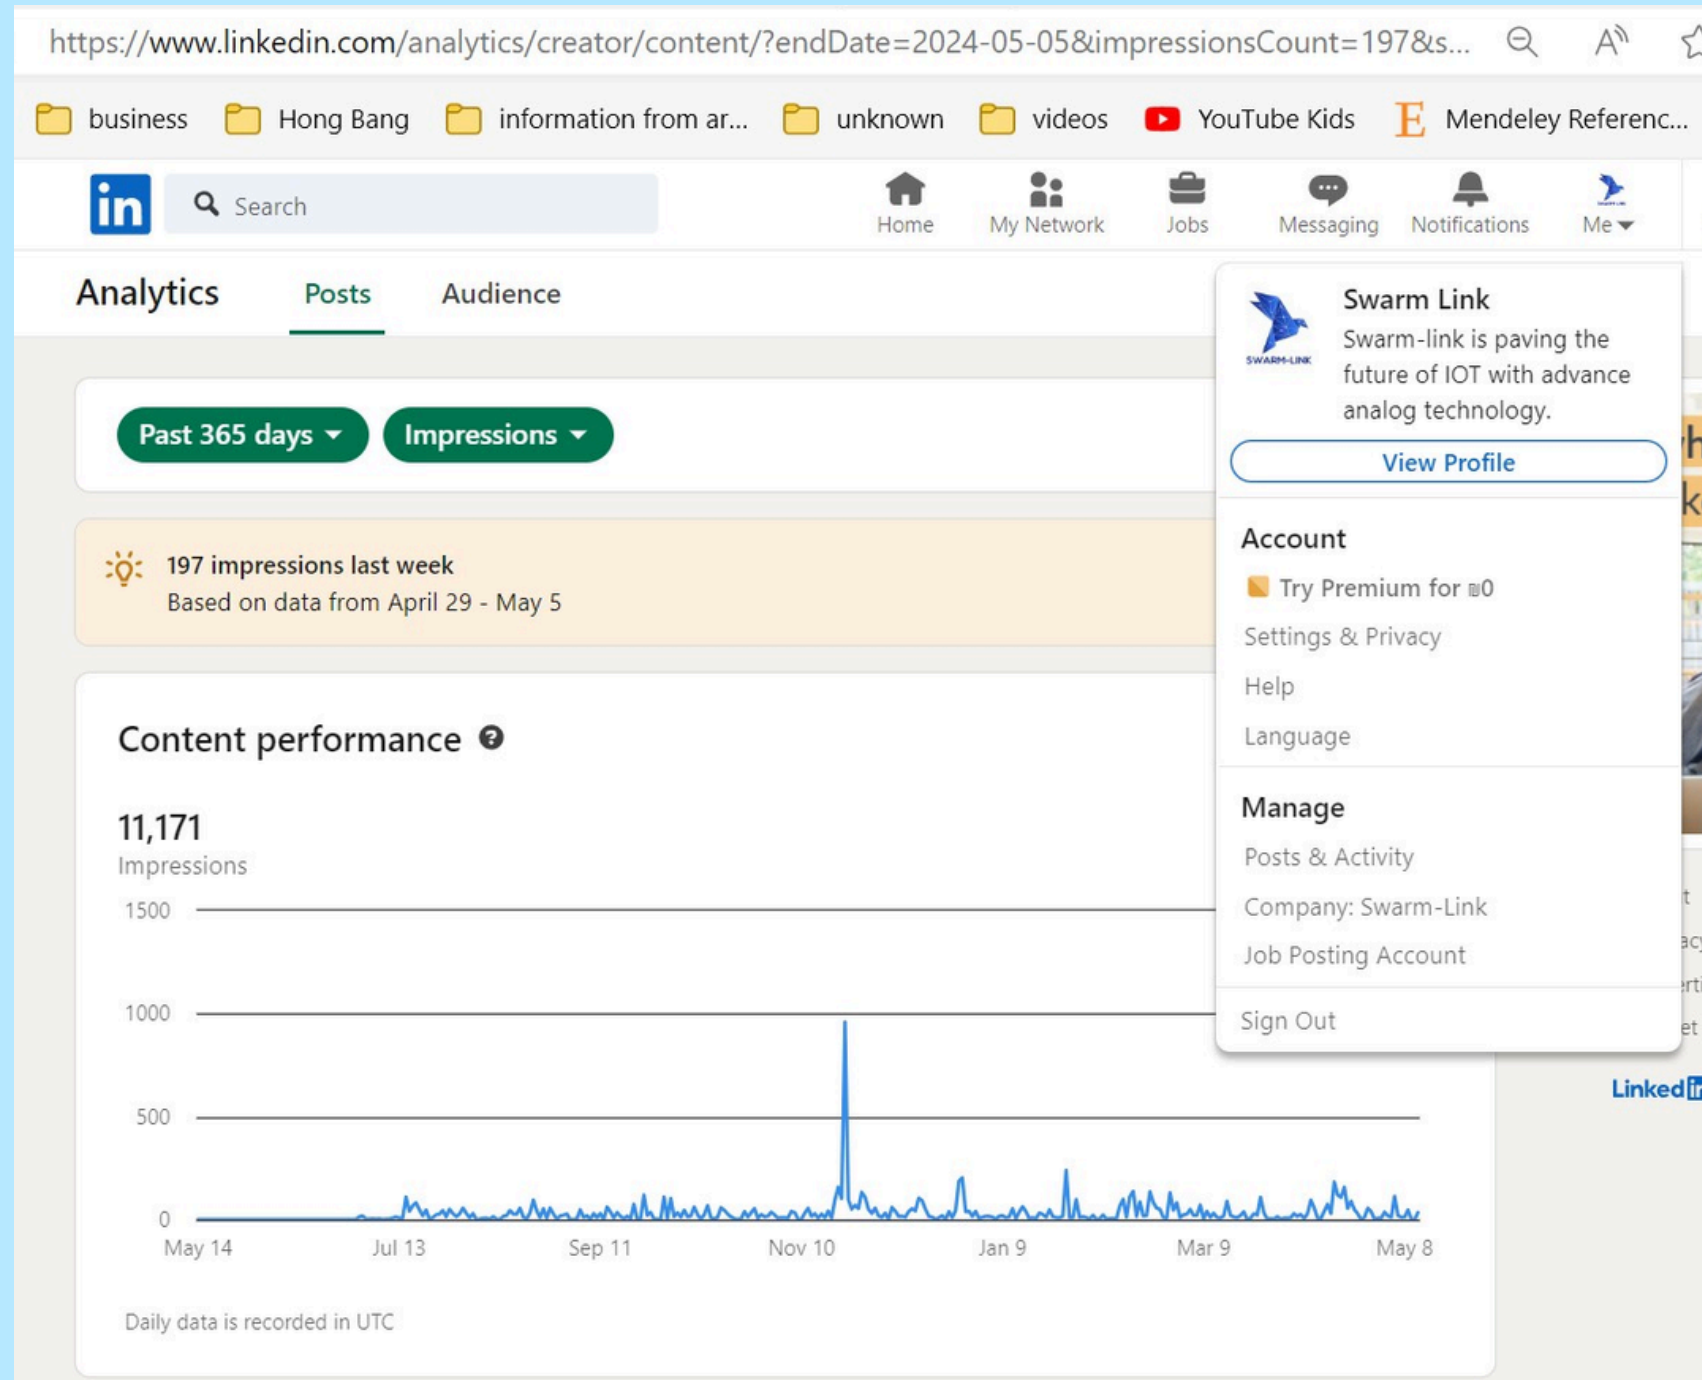 https://www.linkedin.com/analytics/creator/content/?endDate=2024-05-05&impressionsCount=197&s...
business Hong Bang information from ar... unknown videos YouTube Kids E Mendeley Referenc...
in Search Home My Network Jobs Messaging Notifications Me
Analytics Posts Audience
Swarm Link
SWARM-LINK
Swarm-link is paving the
future of IOT with advance
analog technology.
View Profile
Account
Try Premium for ₪0
Settings & Privacy
Help
Language
Manage
Posts & Activity
Company: Swarm-Link
Job Posting Account
Sign Out
Past 365 days Impressions
197 impressions last week
Based on data from April 29 - May 5
Content performance
11,171
Impressions
1500
1000
500
0
May 14 Jul 13 Sep 11 Nov 10 Jan 9 Mar 9 May 8
Daily data is recorded in UTC
Linked